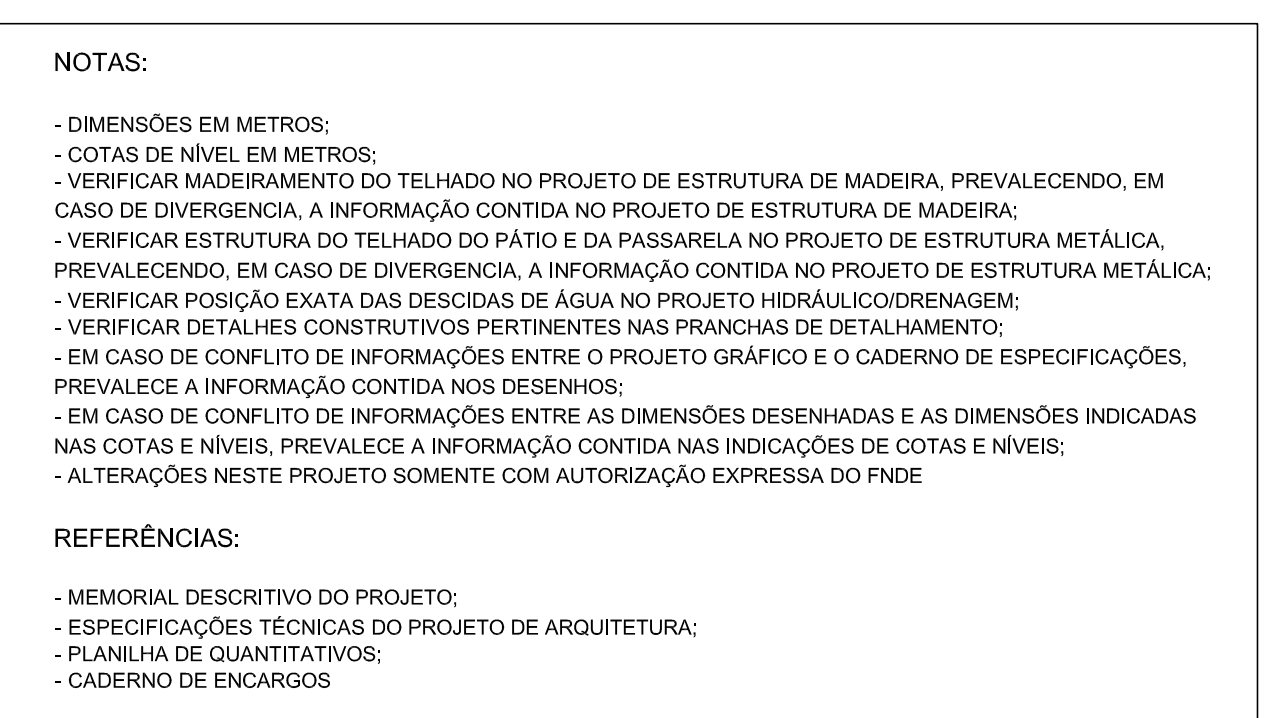 NOTAS:
- DIMENSÕES EM METROS;
- COTAS DE NÍVEL EM METROS;
- VERIFICAR MADEIRAMENTO DO TELHADO NO PROJETO DE ESTRUTURA DE MADEIRA, PREVALECENDO, EM
CASO DE DIVERGENCIA, A INFORMAÇÃO CONTIDA NO PROJETO DE ESTRUTURA DE MADEIRA;
- VERIFICAR ESTRUTURA DO TELHADO DO PÁTIO E DA PASSARELA NO PROJETO DE ESTRUTURA METÁLICA,
PREVALECENDO, EM CASO DE DIVERGENCIA, A INFORMAÇÃO CONTIDA NO PROJETO DE ESTRUTURA METÁLICA;
- VERIFICAR POSIÇÃO EXATA DAS DESCIDAS DE ÁGUA NO PROJETO HIDRÁULICO/DRENAGEM;
- VERIFICAR DETALHES CONSTRUTIVOS PERTINENTES NAS PRANCHAS DE DETALHAMENTO;
- EM CASO DE CONFLITO DE INFORMAÇÕES ENTRE O PROJETO GRÁFICO E O CADERNO DE ESPECIFICAÇÕES,
PREVALECE A INFORMAÇÃO CONTIDA NOS DESENHOS;
- EM CASO DE CONFLITO DE INFORMAÇÕES ENTRE AS DIMENSÕES DESENHADAS E AS DIMENSÕES INDICADAS
NAS COTAS E NÍVEIS, PREVALECE A INFORMAÇÃO CONTIDA NAS INDICAÇÕES DE COTAS E NÍVEIS;
- ALTERAÇÕES NESTE PROJETO SOMENTE COM AUTORIZAÇÃO EXPRESSA DO FNDE
REFERÊNCIAS:
- MEMORIAL DESCRITIVO DO PROJETO;
- ESPECIFICAÇÕES TÉCNICAS DO PROJETO DE ARQUITETURA;
- PLANILHA DE QUANTITATIVOS;
- CADERNO DE ENCARGOS